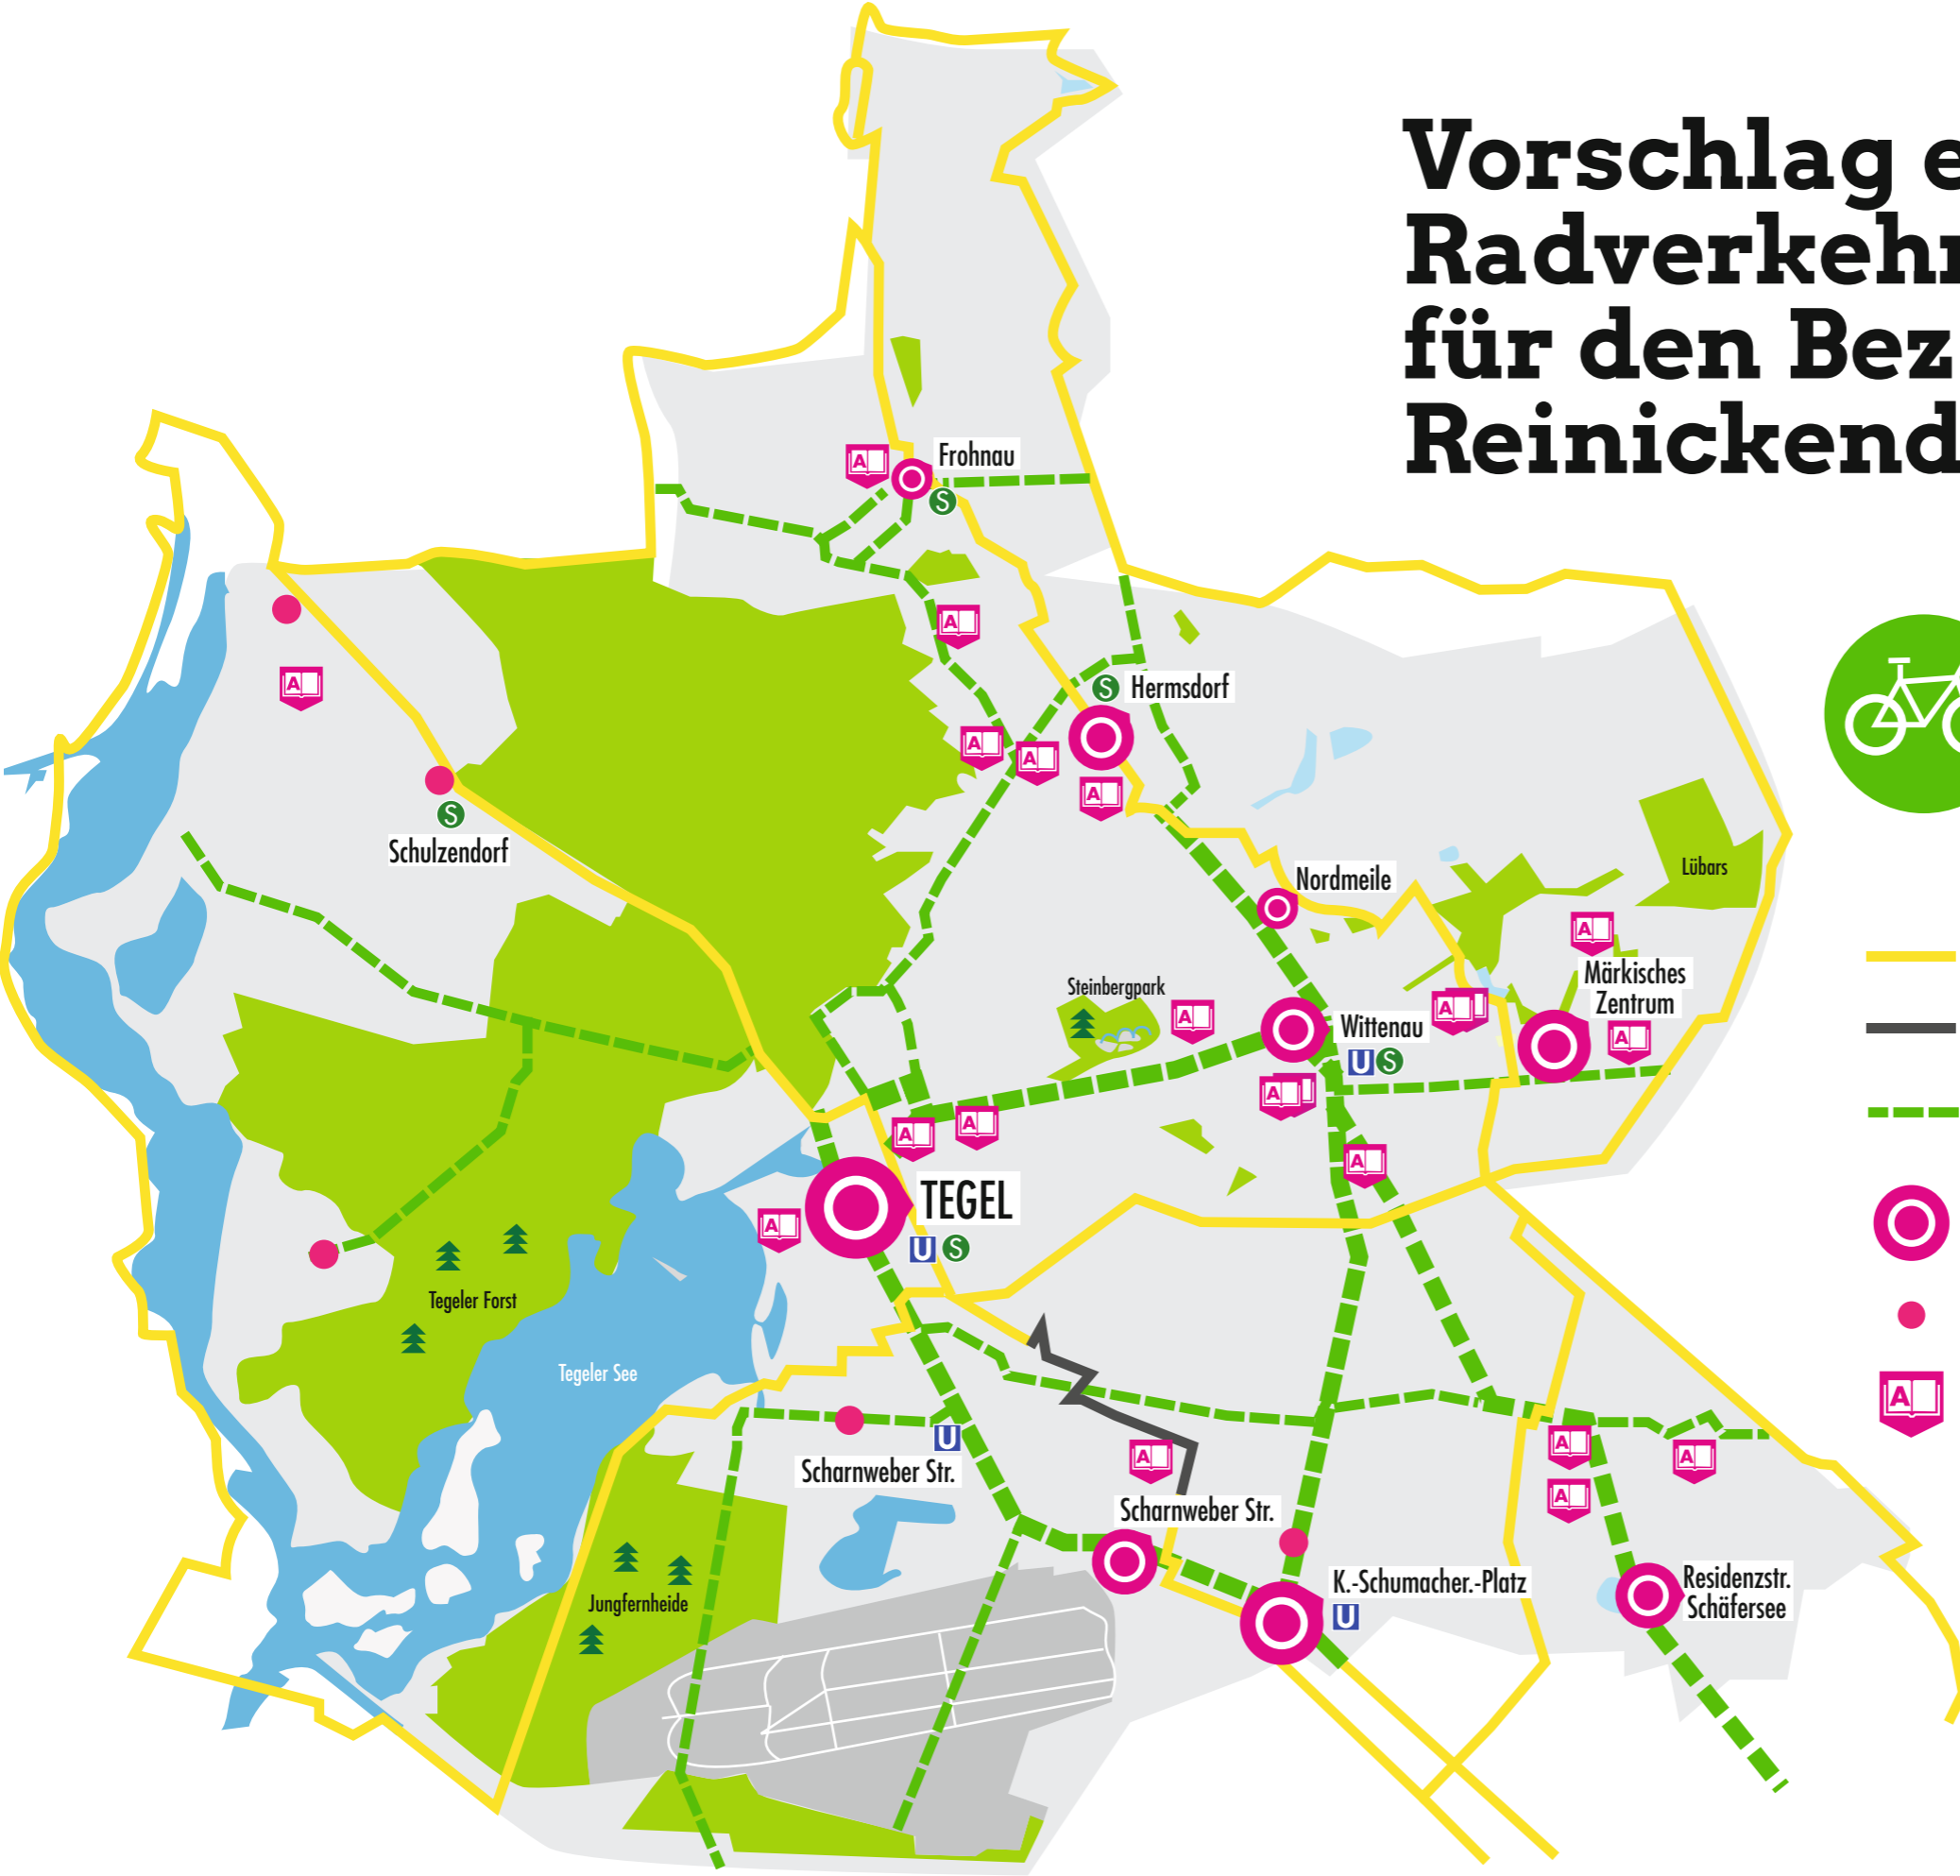 Vorschlag e
Radverkehr
für den Bez
Reinickend
Frohnau
S
A
A
S Hermsdorf
A
A
A
A
S
Schulzendorf
Nordmeile
Lübars
A
Märkisches
Zentrum
Steinbergpark
A
A
Wittenau
A
U S
A
A
A
A
TEGEL
A
U S
Tegeler Forst
Tegeler See
A
U
Scharnweber Str.
A
A
A
A
Scharnweber Str.
K.-Schumacher.-Platz
U
Residenzstr.
Schäfersee
Jungfernheide